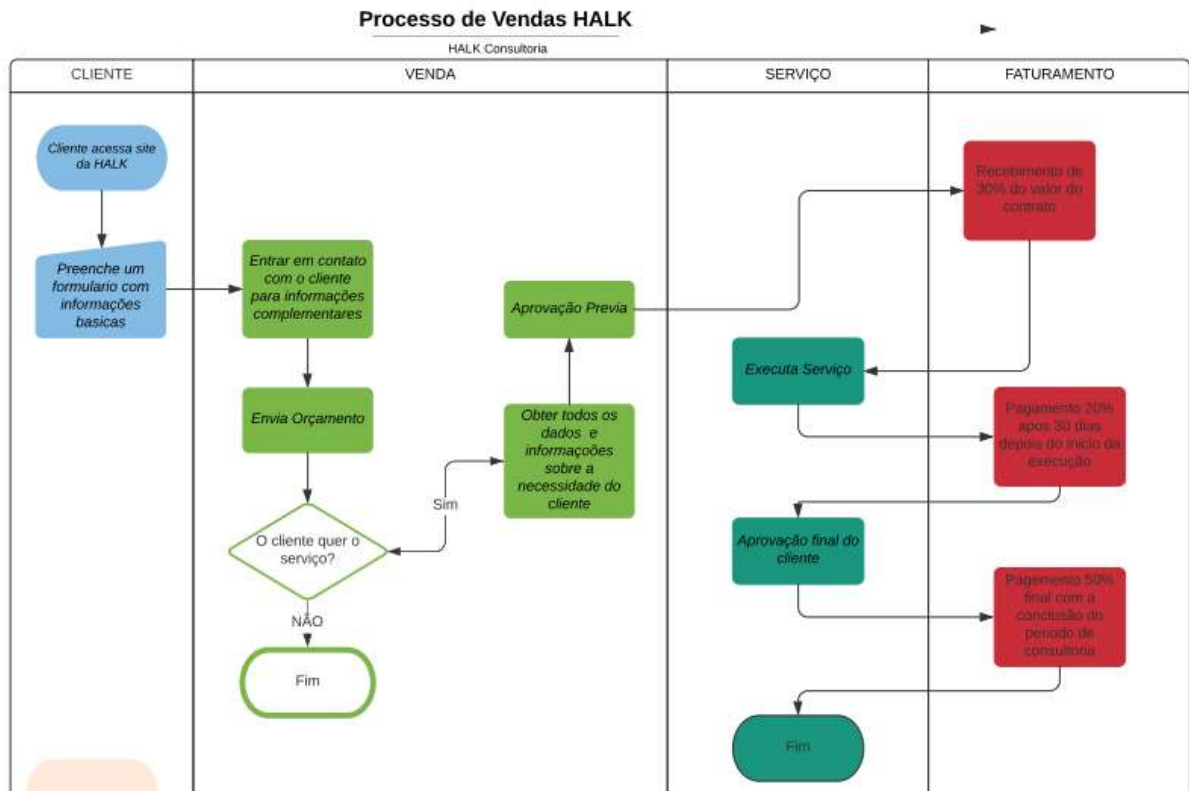 Processo de Vendas HALK
HALK Consultoria
CLIENTE
VENDA
SERVIÇO
FATURAMENTO
Cliente acessa site
da HALK
Preenche um
formulario com
informações
basicas
Entrar em contato
com o cliente
para informações
complementares
Envia Orçamento
O cliente quer o
serviço?
NÃO
Fim
Sim
Obter todos os
dados e
informações
sobre a
necessidade do
cliente
Aprovação Previa
Recebimento de
30% do valor do
contrato
Executa Serviço
Pagamento 20%
apos 30 dias
depois do inicio da
execução
Aprovação final do
cliente
Pagemento 50%
final com a
conclusão do
periodo de
consultoria
Fim